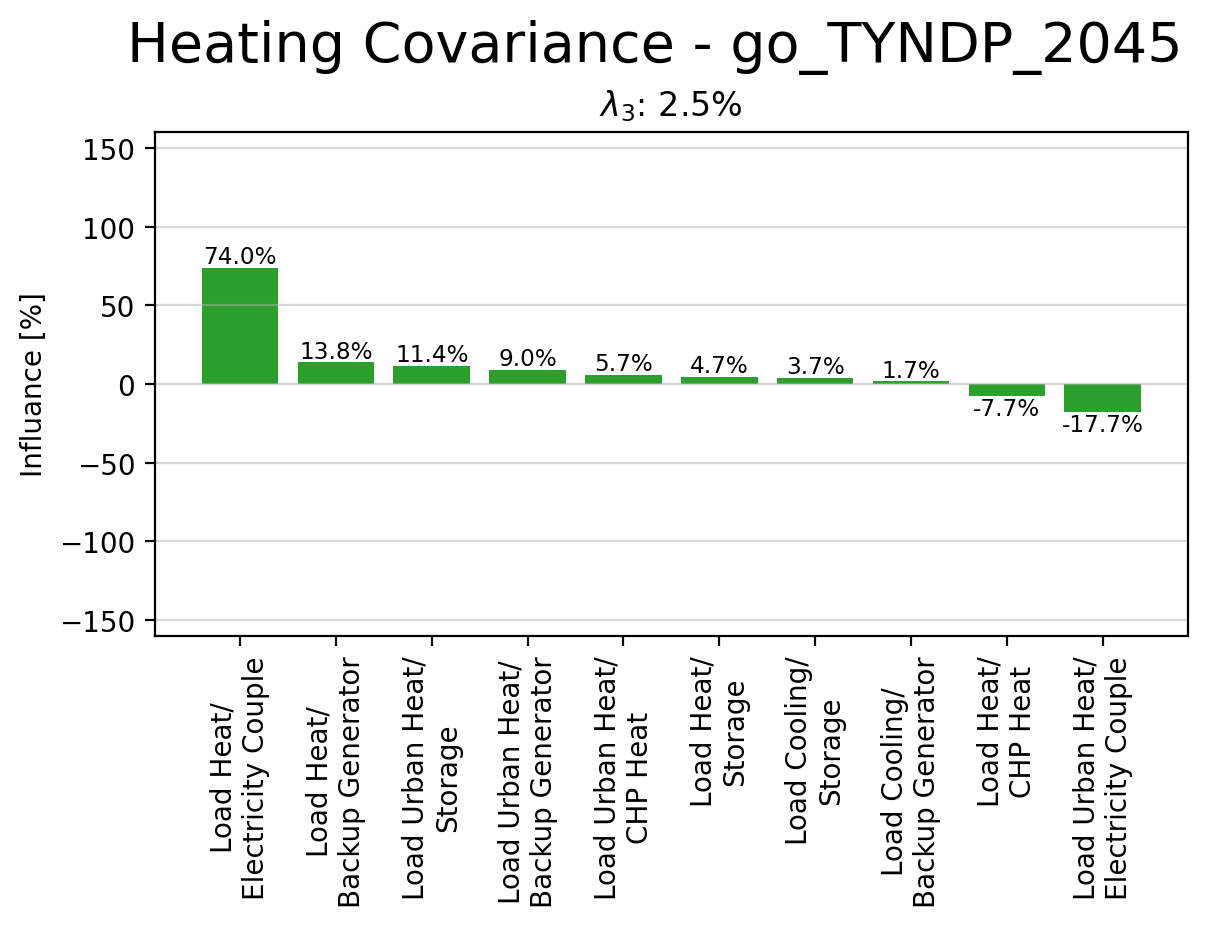 Heating Covariance - go_TYNDP_2045
λ₃: 2.5%
Influance [%]
150
100
50
0
−50
−100
−150
74.0%
13.8%
11.4%
9.0%
5.7%
4.7%
3.7%
1.7%
-7.7%
-17.7%
Load Heat/
Electricity Couple
Load Heat/
Backup Generator
Load Urban Heat/
Storage
Load Urban Heat/
Backup Generator
Load Urban Heat/
CHP Heat
Load Heat/
Storage
Load Cooling/
Storage
Load Cooling/
Backup Generator
Load Heat/
CHP Heat
Load Urban Heat/
Electricity Couple